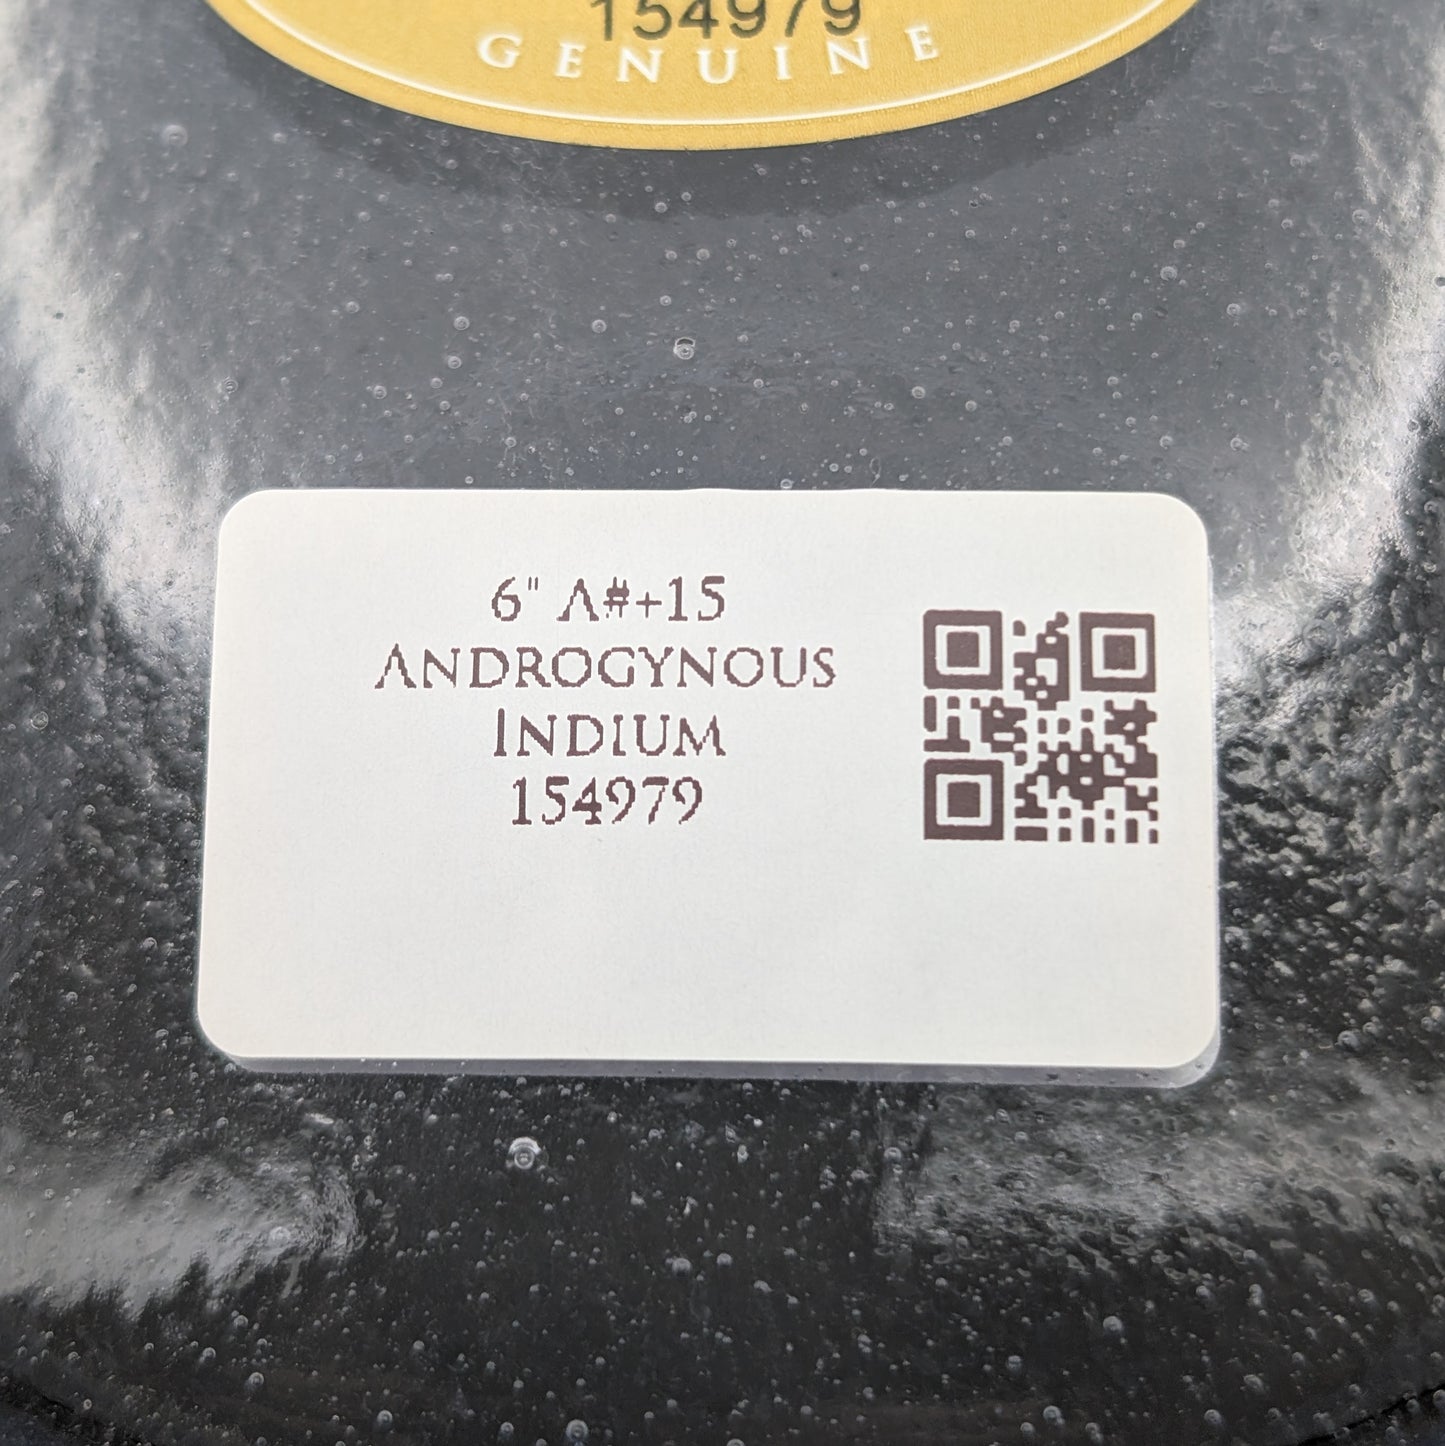 154979
GENUINE
6" A#+15
ANDROGYNOUS
INDIUM
154979